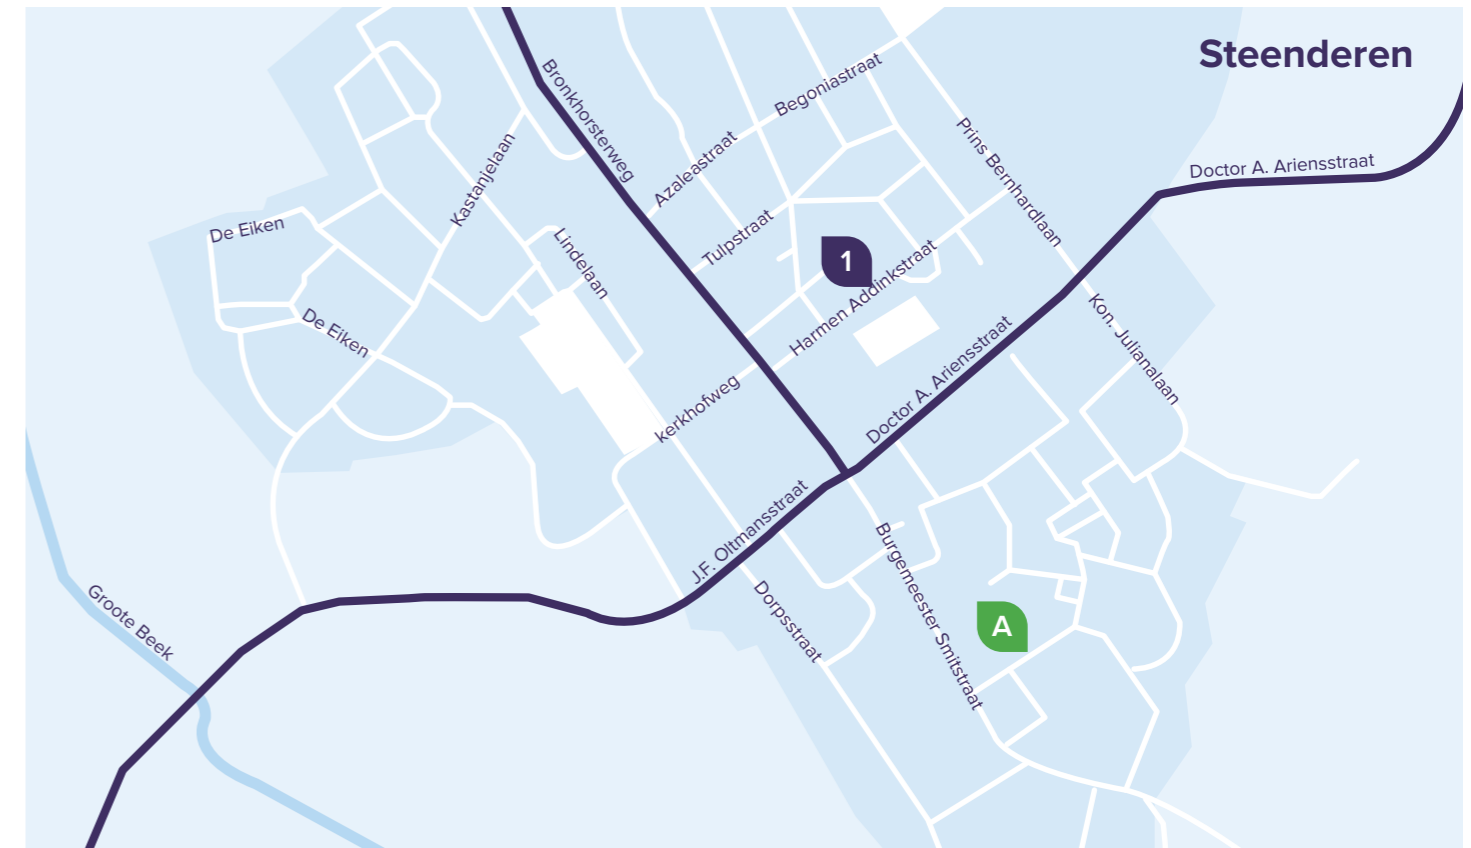 Steenderen
Bronkhorsterweg
Begoniastraat
Azaleastraat
Prins Bernhardlaan
Doctor A. Ariensstraat
Kastanjelaan
De Eiken
Tulpstraat
Lindelaan
1
Harmen Addinkstraat
De Eiken
Kon. Julianalaan
Doctor A. Ariensstraat
kerkhofweg
J.F. Oltmansstraat
Burgemeester Smitstraat
Groote Beek
Dorpsstraat
A